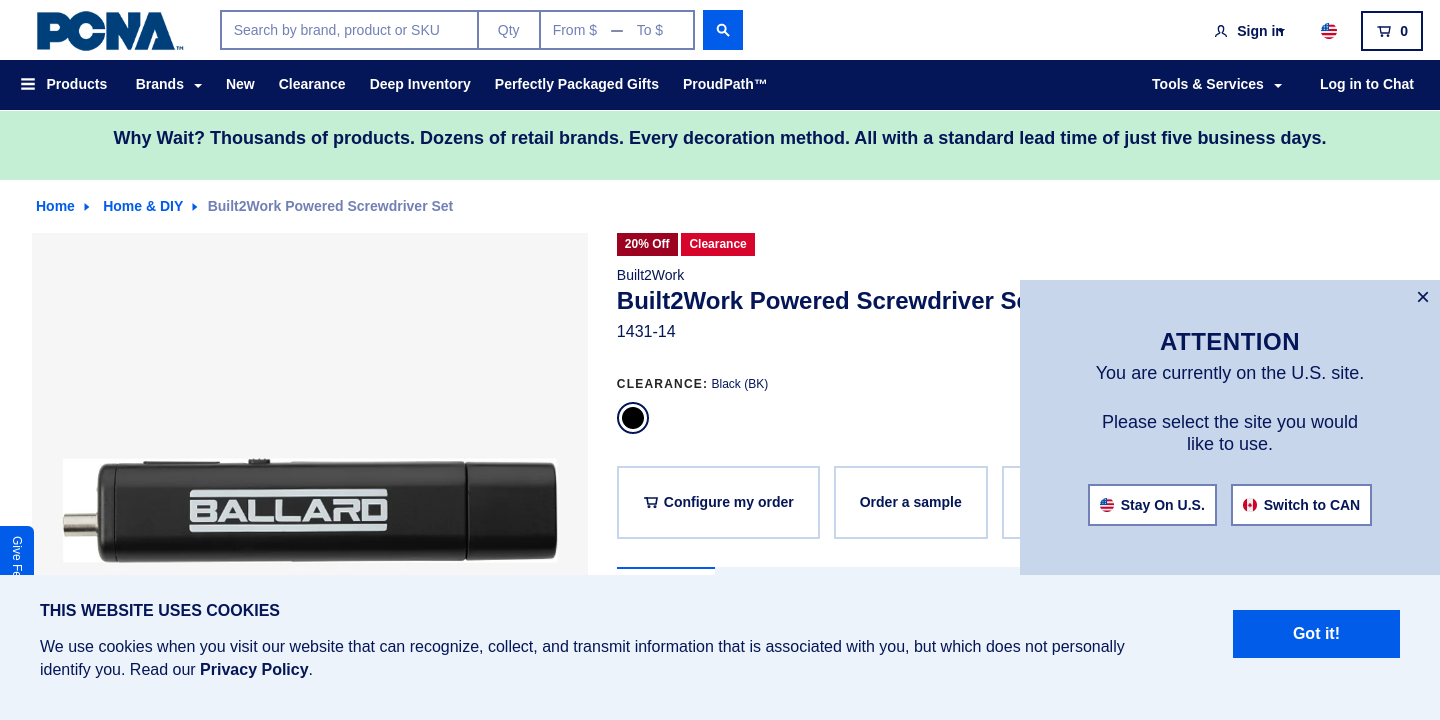 PCNA™
Search by brand, product or SKU
Qty
From $ — To $
Sign in
0
Products
Brands
New
Clearance
Deep Inventory
Perfectly Packaged Gifts
ProudPath™
Tools & Services
Log in to Chat
Why Wait? Thousands of products. Dozens of retail brands. Every decoration method. All with a standard lead time of just five business days.
Home
Home & DIY
Built2Work Powered Screwdriver Set
20% Off
Clearance
Built2Work
Built2Work Powered Screwdriver
1431-14
CLEARANCE: Black (BK)
Configure my order
Order a sample
BALLARD
Give
×
ATTENTION
You are currently on the U.S. site.
Please select the site you would
like to use.
Stay On U.S.
Switch to CAN
THIS WEBSITE USES COOKIES
We use cookies when you visit our website that can recognize, collect, and transmit information that is associated with you, but which does not personally
identify you. Read our Privacy Policy.
Got it!